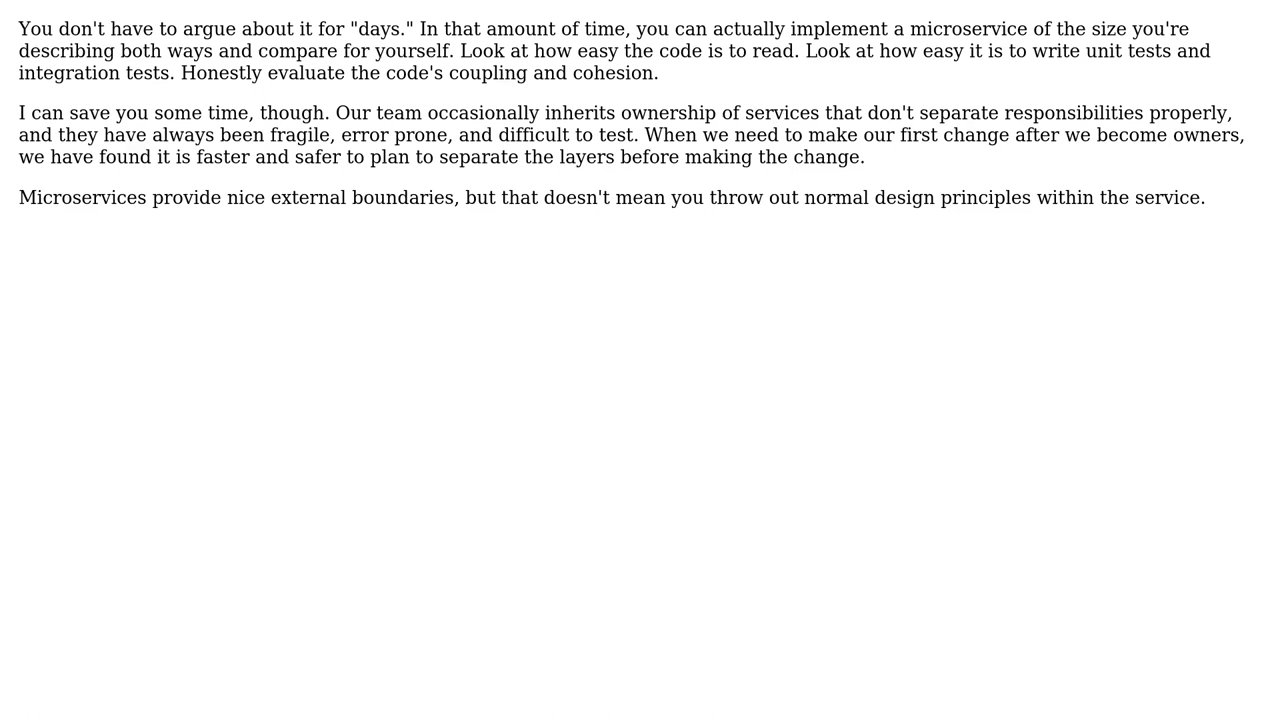 You don't have to argue about it for "days." In that amount of time, you can actually implement a microservice of the size you're
describing both ways and compare for yourself. Look at how easy the code is to read. Look at how easy it is to write unit tests and
integration tests. Honestly evaluate the code's coupling and cohesion.
I can save you some time, though. Our team occasionally inherits ownership of services that don't separate responsibilities properly,
and they have always been fragile, error prone, and difficult to test. When we need to make our first change after we become owners,
we have found it is faster and safer to plan to separate the layers before making the change.
Microservices provide nice external boundaries, but that doesn't mean you throw out normal design principles within the service.